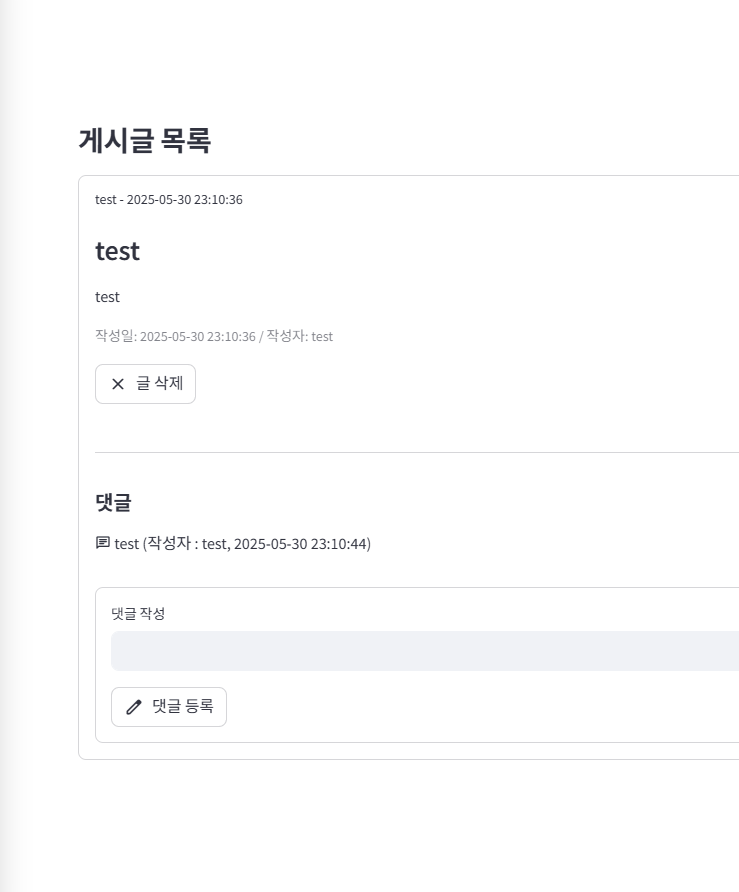 게시글 목록
test - 2025-05-30 23:10:36
test
test
작성일: 2025-05-30 23:10:36 / 작성자: test
글 삭제
댓글
test (작성자 : test, 2025-05-30 23:10:44)
댓글 작성
댓글 등록